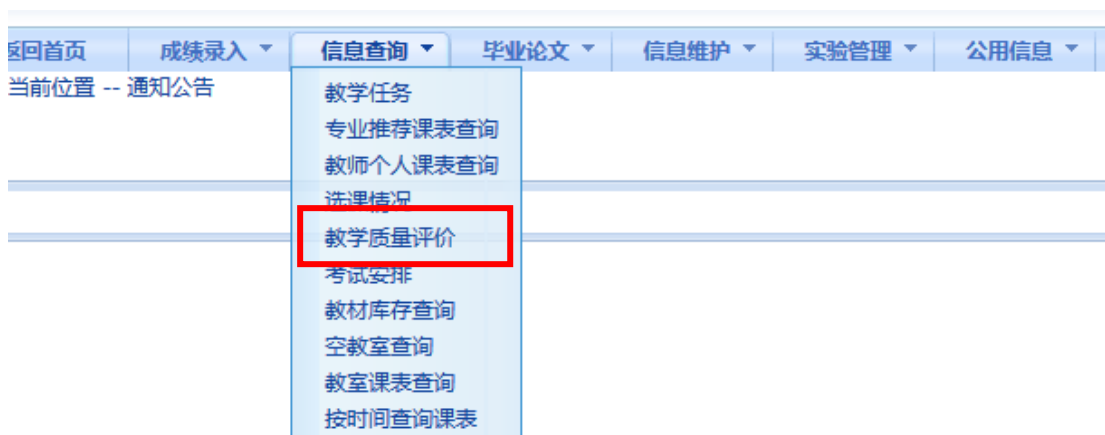 返回首页 成绩录入 信息查询 毕业论文 信息维护 实验管理 公用信息
当前位置 -- 通知公告
教学任务
专业推荐课表查询
教师个人课表查询
选课情况
教学质量评价
考试安排
教材库存查询
空教室查询
教室课表查询
按时间查询课表